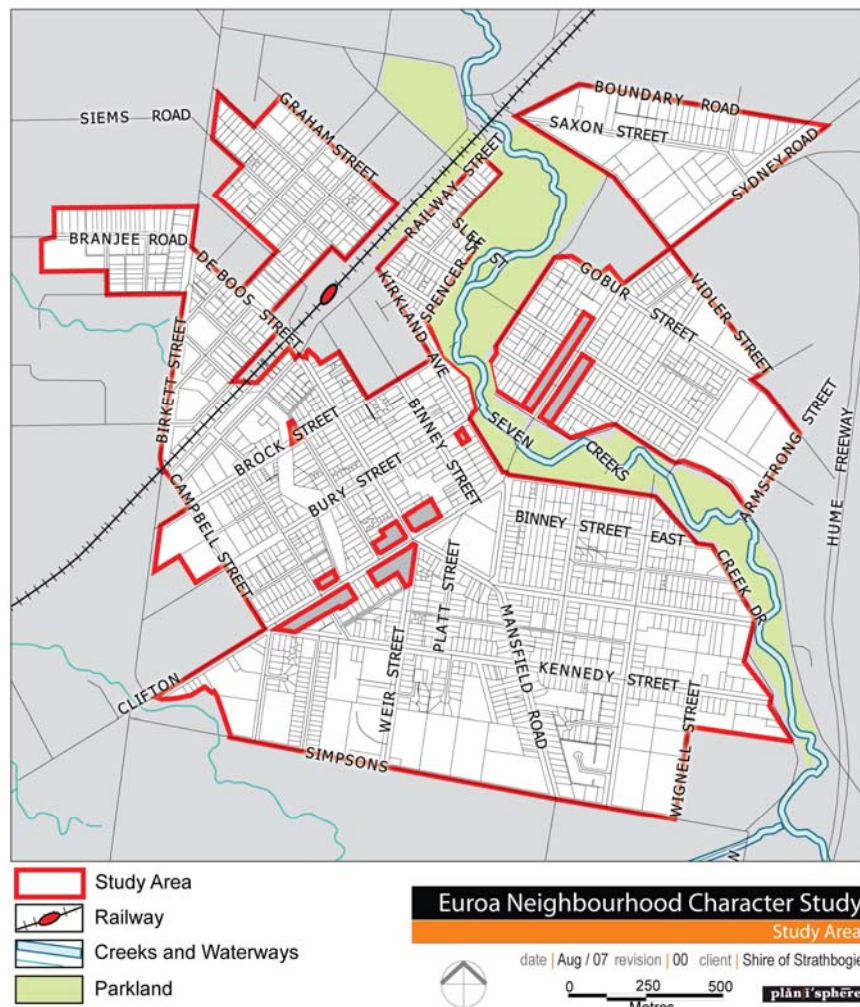 BOUNDARY ROAD
SAXON STREET
SYDNEY ROAD
SIEMS ROAD
GRAHAM STREET
RAILWAY STREET
SLEE ST
SPENCER ST
BRANJEE ROAD
DE BOOS STREET
KIRKLAND AVE
GOBUR STREET
VIDLER STREET
BIRKETT STREET
BROCK STREET
BINNEY STREET
BURY STREET
SEVEN CREEKS
ARMSTRONG STREET
HUME FREEWAY
CAMPBELL STREET
BINNEY STREET EAST
CREEK DR
PLATT STREET
MANSFIELD ROAD
WEIR STREET
KENNEDY STREET
CLIFTON
SIMPSONS
WIGNELL STREET
Study Area
Railway
Creeks and Waterways
Parkland
Euroa Neighbourhood Character Study
Study Area
date | Aug / 07 revision | 00 client | Shire of Strathbogie
0 250 500
Metres
plan i sphere